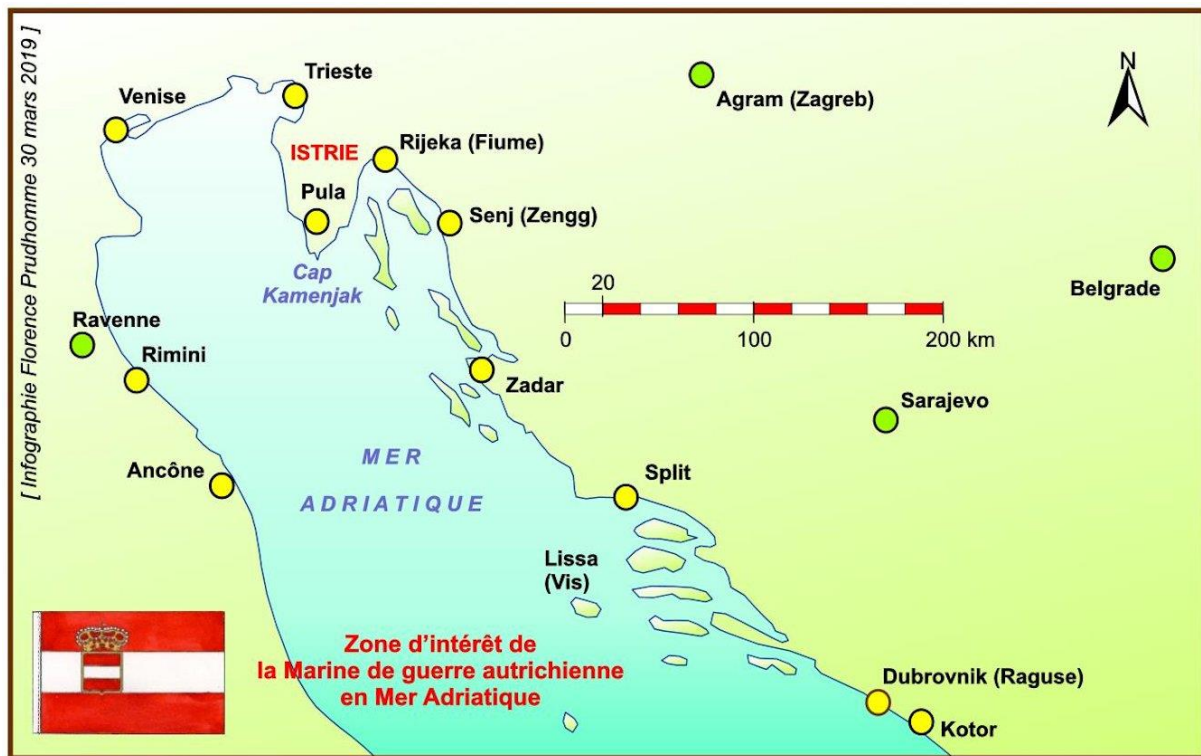 [ Infographie Florence Prudhomme 30 mars 2019 ]
Trieste
Venise
Agram (Zagreb)
N
ISTRIE
Rijeka (Fiume)
Pula
Senj (Zengg)
Cap
Kamenjak
Belgrade
20
0 100 200 km
Ravenne
Rimini
Zadar
Sarajevo
Ancône
MER
ADRIATIQUE
Split
Lissa
(Vis)
Zone d'intérêt de
la Marine de guerre autrichienne
en Mer Adriatique
Dubrovnik (Raguse)
Kotor